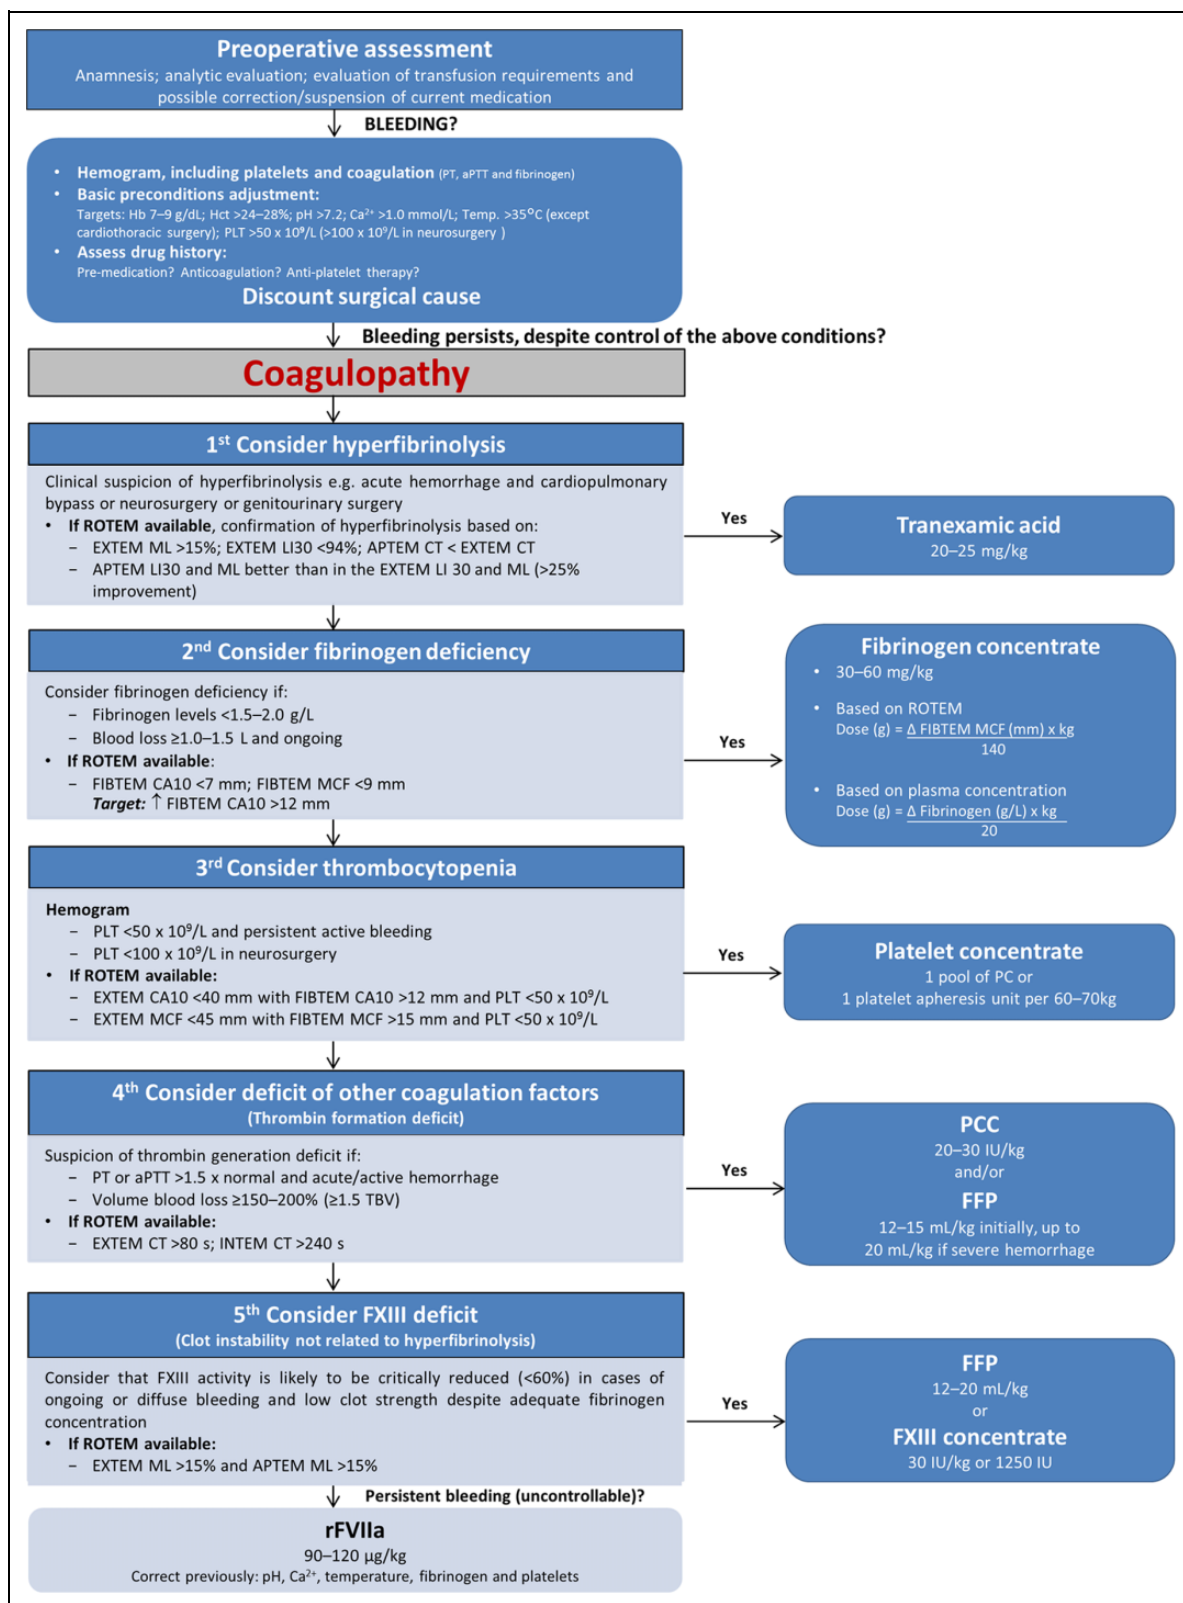 Preoperative assessment
Anamnesis; analytic evaluation; evaluation of transfusion requirements and
possible correction/suspension of current medication
BLEEDING?
• Hemogram, including platelets and coagulation (PT, aPTT and fibrinogen)
• Basic preconditions adjustment:
Targets: Hb 7–9 g/dL; Hct >24–28%; pH >7.2; Ca²⁺ >1.0 mmol/L; Temp. >35°C (except
cardiothoracic surgery); PLT >50 x 10⁹/L (>100 x 10⁹/L in neurosurgery )
• Assess drug history:
Pre-medication? Anticoagulation? Anti-platelet therapy?
Discount surgical cause
Bleeding persists, despite control of the above conditions?
Coagulopathy
1st Consider hyperfibrinolysis
Clinical suspicion of hyperfibrinolysis e.g. acute hemorrhage and cardiopulmonary
bypass or neurosurgery or genitourinary surgery
• If ROTEM available, confirmation of hyperfibrinolysis based on:
– EXTEM ML >15%; EXTEM LI30 <94%; APTEM CT < EXTEM CT
– APTEM LI30 and ML better than in the EXTEM LI 30 and ML (>25%
improvement)
Yes
Tranexamic acid
20–25 mg/kg
2nd Consider fibrinogen deficiency
Consider fibrinogen deficiency if:
– Fibrinogen levels <1.5–2.0 g/L
– Blood loss ≥1.0–1.5 L and ongoing
• If ROTEM available:
– FIBTEM CA10 <7 mm; FIBTEM MCF <9 mm
Target: ↑ FIBTEM CA10 >12 mm
Yes
Fibrinogen concentrate
• 30–60 mg/kg
• Based on ROTEM
Dose (g) = Δ FIBTEM MCF (mm) x kg
140
• Based on plasma concentration
Dose (g) = Δ Fibrinogen (g/L) x kg
20
3rd Consider thrombocytopenia
Hemogram
– PLT <50 x 10⁹/L and persistent active bleeding
– PLT <100 x 10⁹/L in neurosurgery
• If ROTEM available:
– EXTEM CA10 <40 mm with FIBTEM CA10 >12 mm and PLT <50 x 10⁹/L
– EXTEM MCF <45 mm with FIBTEM MCF >15 mm and PLT <50 x 10⁹/L
Yes
Platelet concentrate
1 pool of PC or
1 platelet apheresis unit per 60–70kg
4th Consider deficit of other coagulation factors
(Thrombin formation deficit)
Suspicion of thrombin generation deficit if:
– PT or aPTT >1.5 x normal and acute/active hemorrhage
– Volume blood loss ≥150–200% (≥1.5 TBV)
• If ROTEM available:
– EXTEM CT >80 s; INTEM CT >240 s
Yes
PCC
20–30 IU/kg
and/or
FFP
12–15 mL/kg initially, up to
20 mL/kg if severe hemorrhage
5th Consider FXIII deficit
(Clot instability not related to hyperfibrinolysis)
Consider that FXIII activity is likely to be critically reduced (<60%) in cases of
ongoing or diffuse bleeding and low clot strength despite adequate fibrinogen
concentration
• If ROTEM available:
– EXTEM ML >15% and APTEM ML >15%
Yes
FFP
12–20 mL/kg
or
FXIII concentrate
30 IU/kg or 1250 IU
Persistent bleeding (uncontrollable)?
rFVIIa
90–120 µg/kg
Correct previously: pH, Ca²⁺, temperature, fibrinogen and platelets